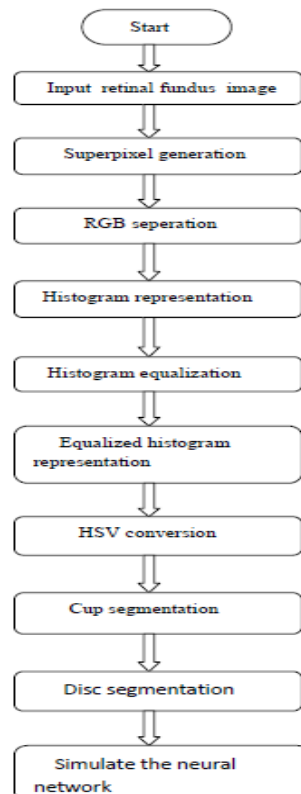 Start
Input retinal fundus image
Superpixel generation
RGB seperation
Histogram representation
Histogram equalization
Equalized histogram
representation
HSV conversion
Cup segmentation
Disc segmentation
Simulate the neural
network